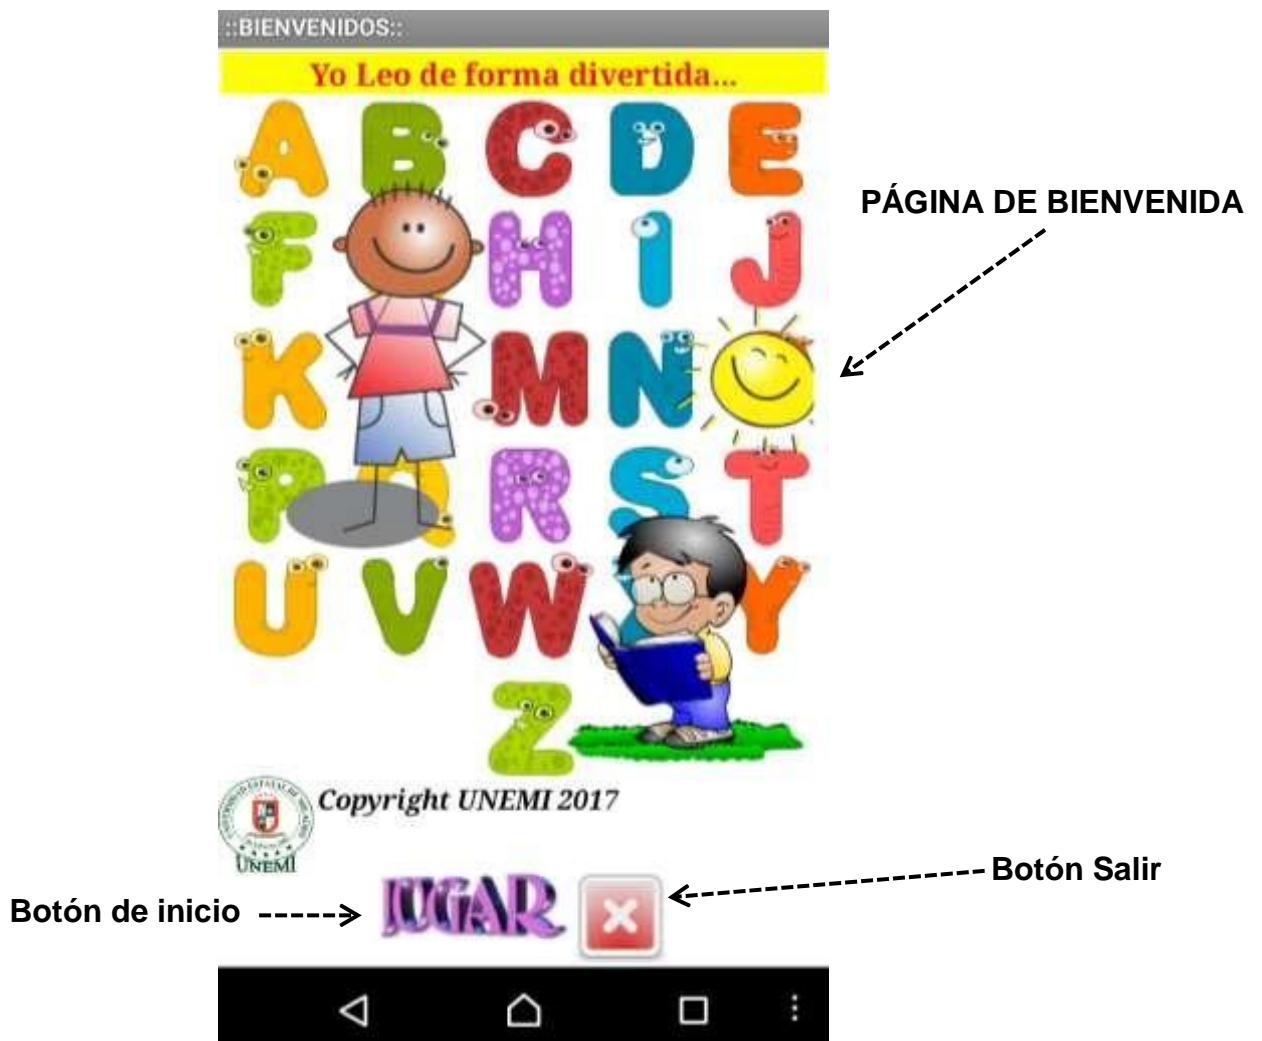 ::BIENVENIDOS::
Yo Leo de forma divertida...
A B C D E
PÁGINA DE BIENVENIDA
F H I J
K M N
P Q R S T
U V W Y
Z
Copyright UNEMI 2017
UNEMI
Botón Salir
Botón de inicio
JUGAR